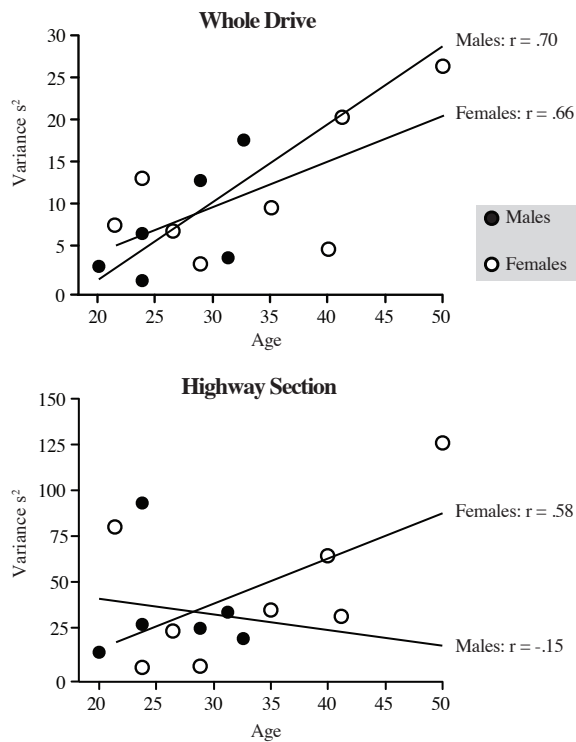 Whole Drive
30
25
20
15
10
5
0
Variance s²
20 25 30 35 40 45 50
Age
Males: r = .70
Females: r = .66
Males
Females
Highway Section
150
125
100
75
50
25
0
Variance s²
20 25 30 35 40 45 50
Age
Females: r = .58
Males: r = -.15